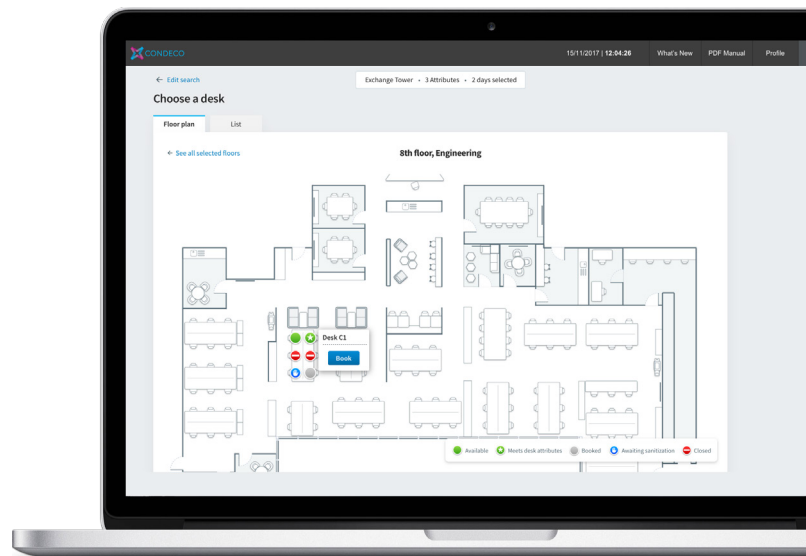 CONDECO
15/11/2017 | 12:04:26
What's New
PDF Manual
Profile
← Edit search
Exchange Tower • 3 Attributes • 2 days selected
Choose a desk
Floor plan
List
← See all selected floors
8th floor, Engineering
Desk C1
Book
Available
Meets desk attributes
Booked
Awaiting sanitization
Closed